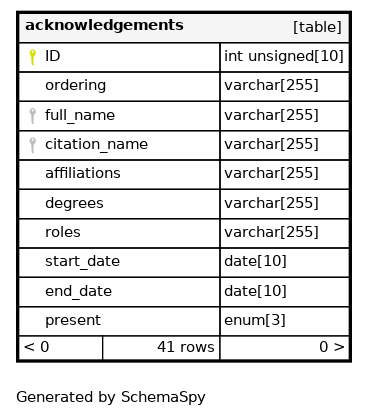 acknowledgements [table]
ID int unsigned[10]
ordering varchar[255]
full_name varchar[255]
citation_name varchar[255]
affiliations varchar[255]
degrees varchar[255]
roles varchar[255]
start_date date[10]
end_date date[10]
present enum[3]
< 0 41 rows 0 >
Generated by SchemaSpy